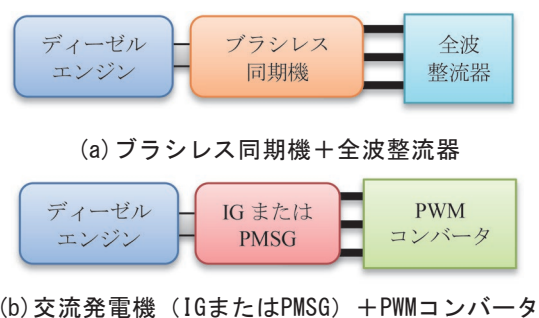 ディーゼル
エンジン
ブラシレス
同期機
全波
整流器
(a)ブラシレス同期機＋全波整流器
ディーゼル
エンジン
IG または
PMSG
PWM
コンバータ
(b)交流発電機（IGまたはPMSG）＋PWMコンバータ